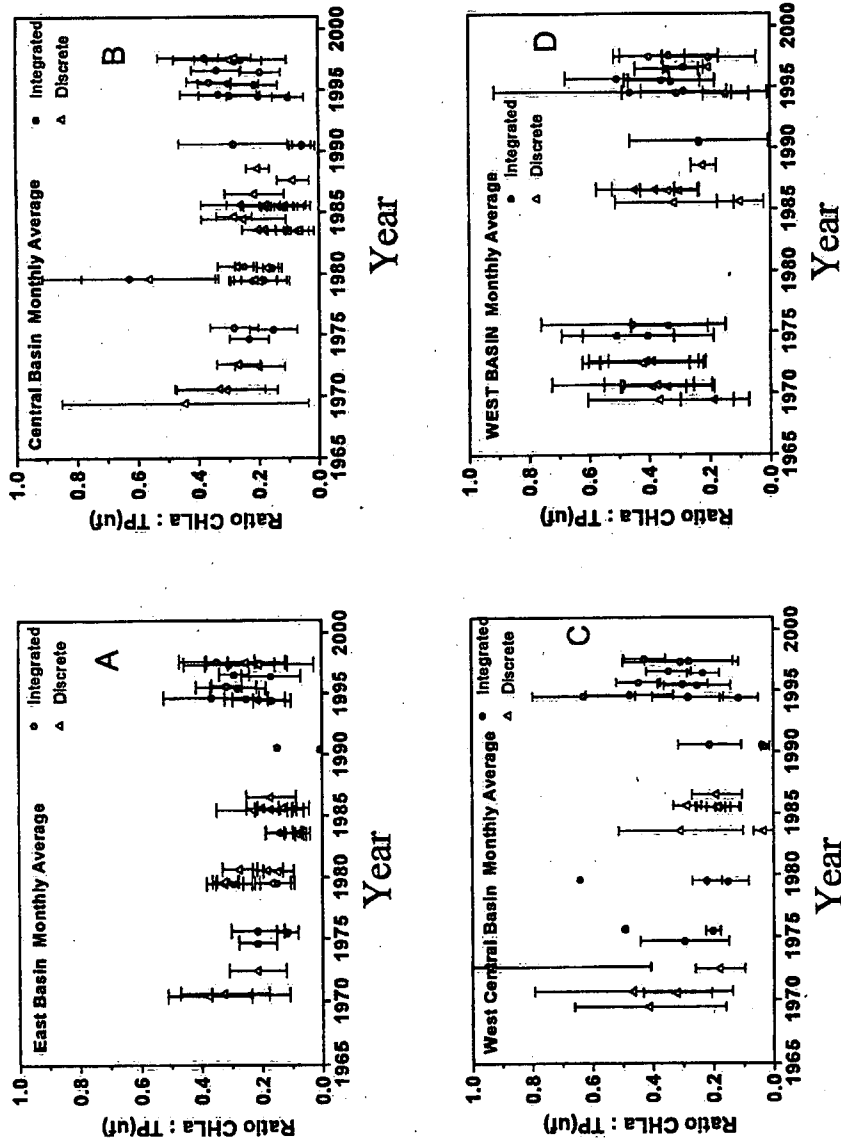 A
East Basin Monthly Average
Integrated
Discrete
1.0
0.8
0.6
0.4
0.2
0.0
Ratio CHLa : TP(uf)
1965 1970 1975 1980 1985 1990 1995 2000
Year
B
Central Basin Monthly Average
Integrated
Discrete
1.0
0.8
0.6
0.4
0.2
0.0
Ratio CHLa : TP(uf)
1965 1970 1975 1980 1985 1990 1995 2000
Year
C
West Central Basin Monthly Average
Integrated
Discrete
1.0
0.8
0.6
0.4
0.2
0.0
Ratio CHLa : TP(uf)
1965 1970 1975 1980 1985 1990 1995 2000
Year
D
WEST BASIN Monthly Average
Integrated
Discrete
1.0
0.8
0.6
0.4
0.2
0.0
Ratio CHLa : TP(uf)
1965 1970 1975 1980 1985 1990 1995 2000
Year